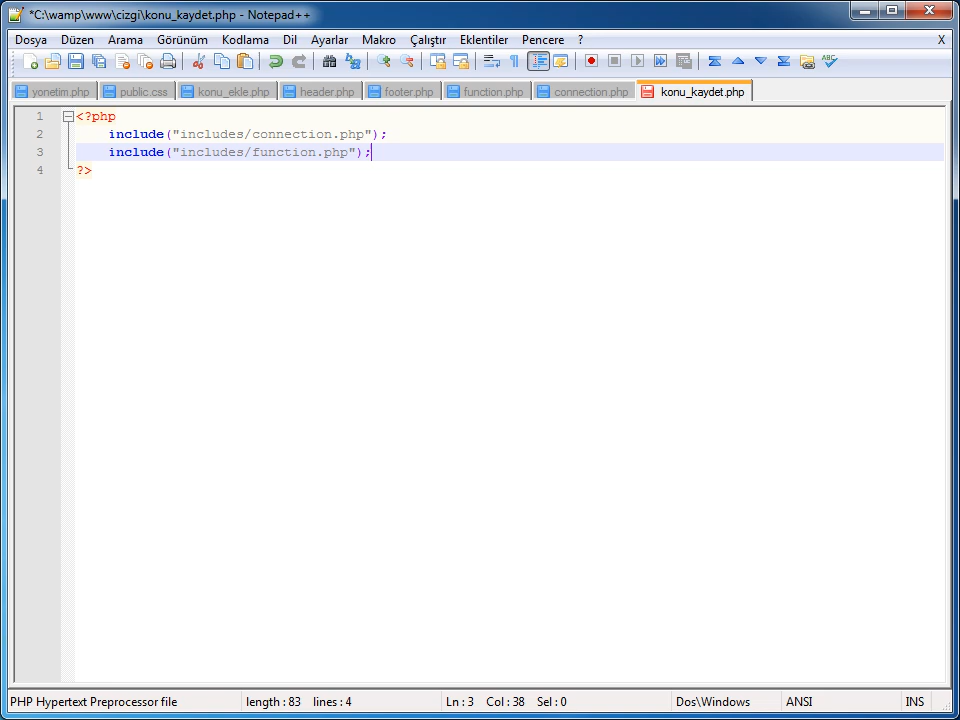 *C:\wamp\www\cizgi\konu_kaydet.php - Notepad++
Dosya Düzen Arama Görünüm Kodlama Dil Ayarlar Makro Çalıştır Eklentiler Pencere ? X
yonetim.php public.css konu_ekle.php header.php footer.php function.php connection.php konu_kaydet.php
1 <?php
2 include("includes/connection.php");
3 include("includes/function.php");
4 ?>
PHP Hypertext Preprocessor file length : 83 lines : 4 Ln : 3 Col : 38 Sel : 0 Dos\Windows ANSI INS